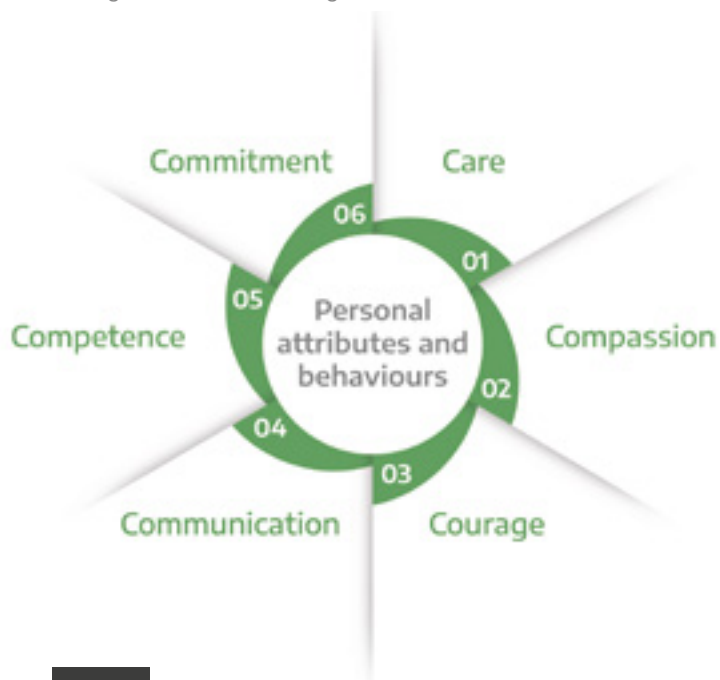 Commitment
Care
06
01
05
Personal
attributes and
behaviours
Competence
Compassion
02
04
03
Communication
Courage